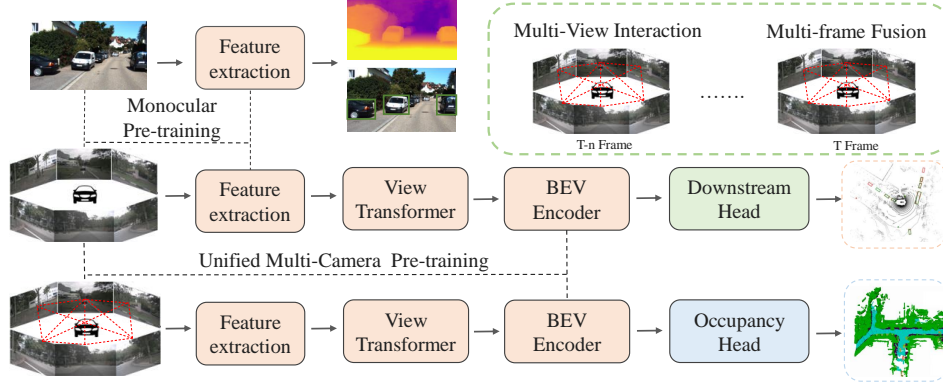 Feature
extraction
Multi-View Interaction
Multi-frame Fusion
.......
T-n Frame
T Frame
Monocular
Pre-training
Feature
extraction
View
Transformer
BEV
Encoder
Downstream
Head
Unified Multi-Camera Pre-training
Feature
extraction
View
Transformer
BEV
Encoder
Occupancy
Head